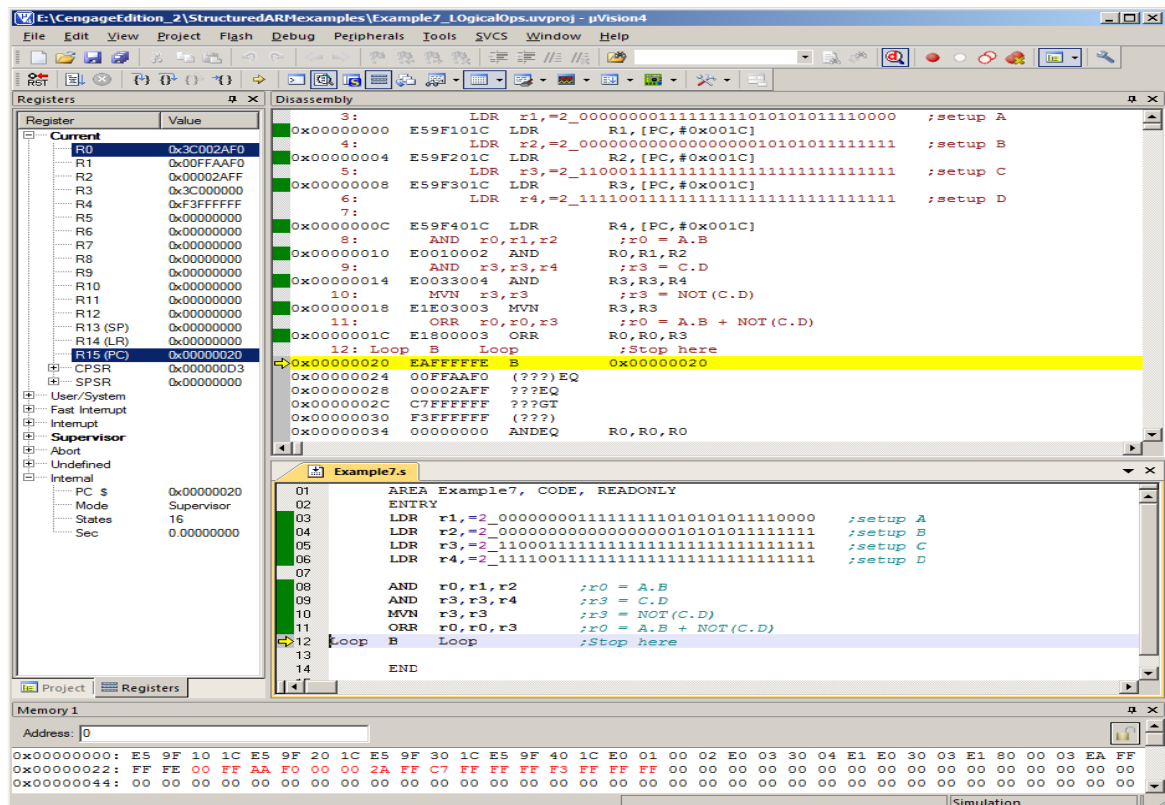 E:\CengageEdition_2\StructuredARMexamples\Example7_LOgicalOps.uvproj - µVision4
File Edit View Project Flash Debug Peripherals Tools SVCS Window Help
Registers
Register Value
Current
R0 0x3C002AF0
R1 0x00FFAAF0
R2 0x00002AFF
R3 0x3C000000
R4 0xF3FFFFFF
R5 0x00000000
R6 0x00000000
R7 0x00000000
R8 0x00000000
R9 0x00000000
R10 0x00000000
R11 0x00000000
R12 0x00000000
R13 (SP) 0x00000000
R14 (LR) 0x00000000
R15 (PC) 0x00000020
CPSR 0x000000D3
SPSR 0x00000000
User/System
Fast Interrupt
Interrupt
Supervisor
Abort
Undefined
Internal
PC $ 0x00000020
Mode Supervisor
States 16
Sec 0.00000000
Project Registers
Disassembly
3: LDR r1,=2_00000000111111111010101011110000 ;setup A
0x00000000 E59F101C LDR R1,[PC,#0x001C]
4: LDR r2,=2_00000000000000000010101011111111 ;setup B
0x00000004 E59F201C LDR R2,[PC,#0x001C]
5: LDR r3,=2_11000111111111111111111111111111 ;setup C
0x00000008 E59F301C LDR R3,[PC,#0x001C]
6: LDR r4,=2_11110011111111111111111111111111 ;setup D
7:
0x0000000C E59F401C LDR R4,[PC,#0x001C]
8: AND r0,r1,r2 ;r0 = A.B
0x00000010 E0010002 AND R0,R1,R2
9: AND r3,r3,r4 ;r3 = C.D
0x00000014 E0033004 AND R3,R3,R4
10: MVN r3,r3 ;r3 = NOT(C.D)
0x00000018 E1E03003 MVN R3,R3
11: ORR r0,r0,r3 ;r0 = A.B + NOT(C.D)
0x0000001C E1800003 ORR R0,R0,R3
12: Loop B Loop ;Stop here
0x00000020 EAFFFFFE B 0x00000020
0x00000024 00FFAAF0 (???)EQ
0x00000028 00002AFF ???EQ
0x0000002C C7FFFFFF ???GT
0x00000030 F3FFFFFF (???)
0x00000034 00000000 ANDEQ R0,R0,R0
Example7.s
01 AREA Example7, CODE, READONLY
02 ENTRY
03 LDR r1,=2_00000000111111111010101011110000 ;setup A
04 LDR r2,=2_00000000000000000010101011111111 ;setup B
05 LDR r3,=2_11000111111111111111111111111111 ;setup C
06 LDR r4,=2_11110011111111111111111111111111 ;setup D
07
08 AND r0,r1,r2 ;r0 = A.B
09 AND r3,r3,r4 ;r3 = C.D
10 MVN r3,r3 ;r3 = NOT(C.D)
11 ORR r0,r0,r3 ;r0 = A.B + NOT(C.D)
12 Loop B Loop ;Stop here
13
14 END
Memory 1
Address: 0
0x00000000: E5 9F 10 1C E5 9F 20 1C E5 9F 30 1C E5 9F 40 1C E0 01 00 02 E0 03 30 04 E1 E0 30 03 E1 80 00 03 EA FF
0x00000022: FF FE 00 FF AA F0 00 00 2A FF C7 FF FF FF F3 FF FF FF 00 00 00 00 00 00 00 00 00 00 00 00 00 00 00 00
0x00000044: 00 00 00 00 00 00 00 00 00 00 00 00 00 00 00 00 00 00 00 00 00 00 00 00 00 00 00 00 00 00 00 00 00 00
Simulation